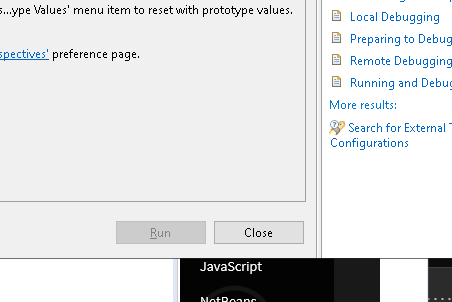 s...ype Values' menu item to reset with prototype values.
spectives' preference page.
Run
Close
Local Debugging
Preparing to Debug
Remote Debugging
Running and Debug
More results:
Search for External T
Configurations
JavaScript
NetBeans